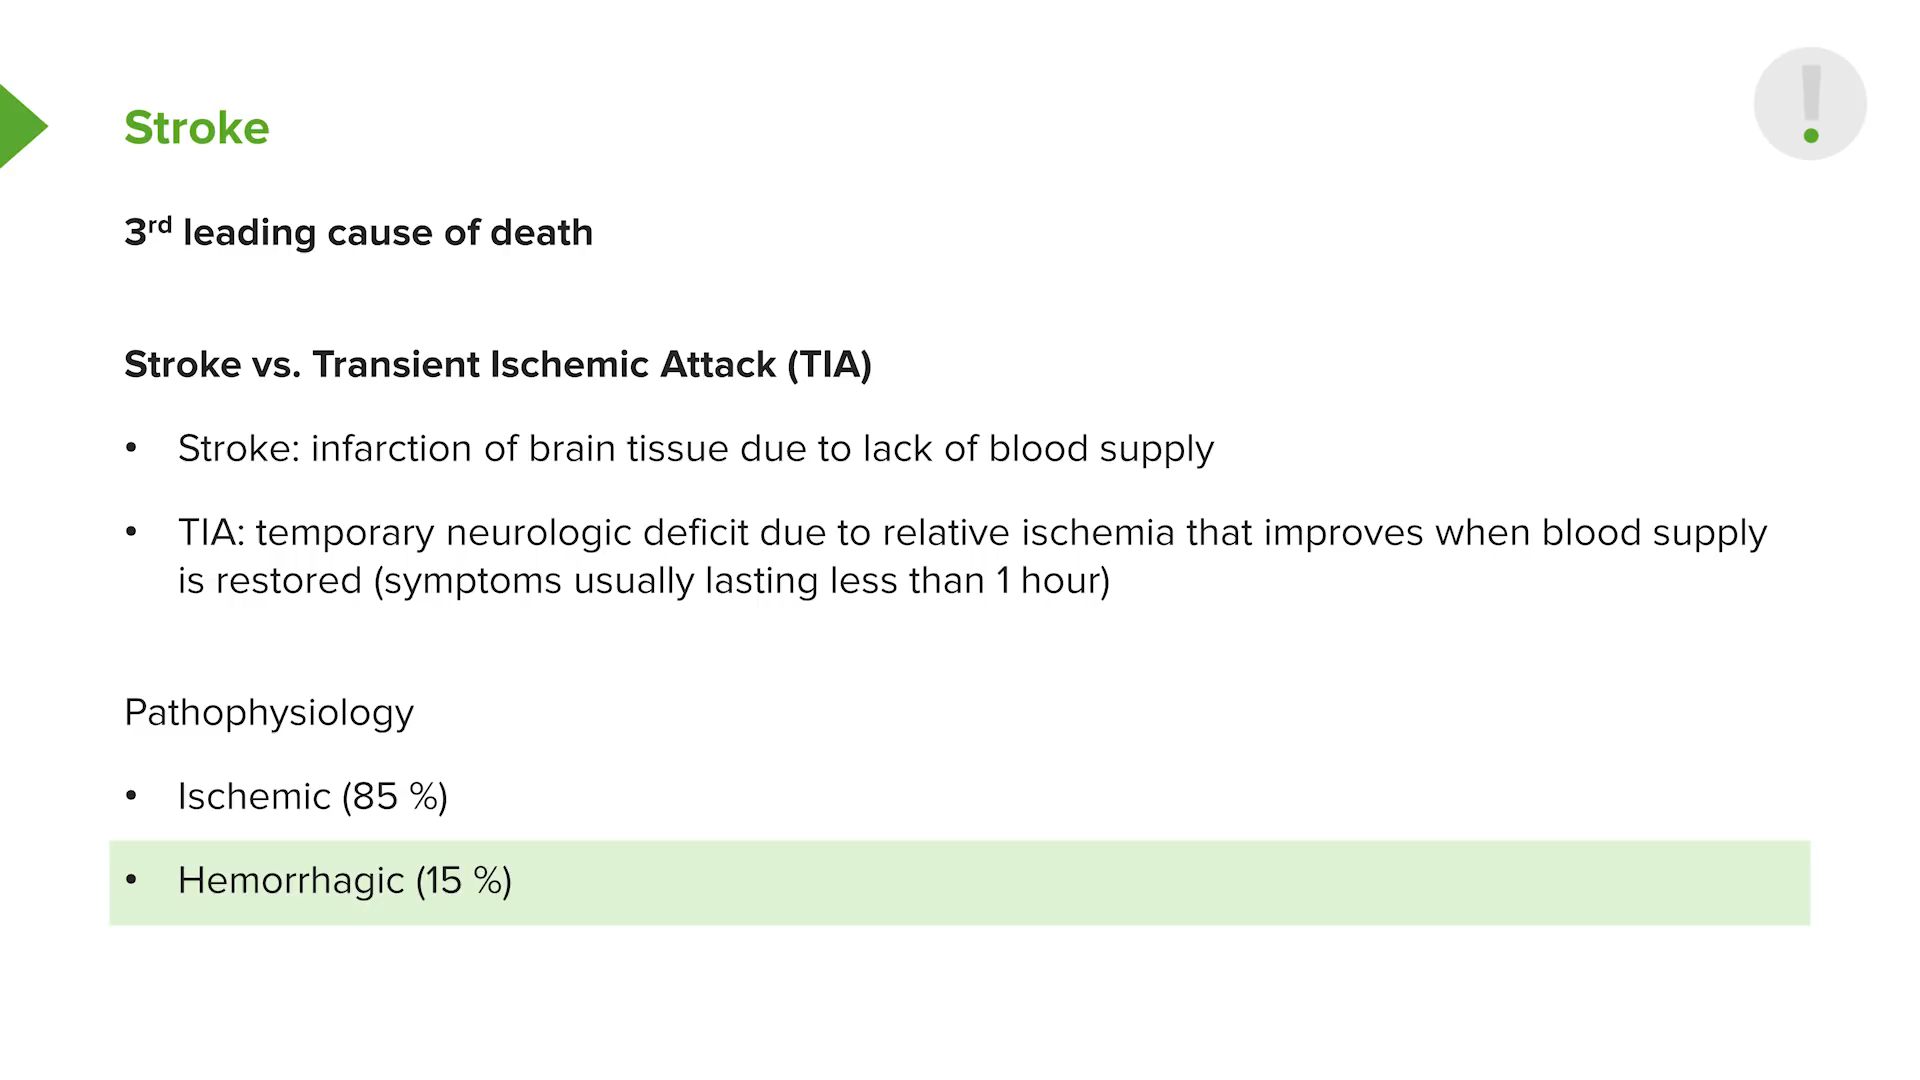 Stroke
3rd leading cause of death
Stroke vs. Transient Ischemic Attack (TIA)
• Stroke: infarction of brain tissue due to lack of blood supply
• TIA: temporary neurologic deficit due to relative ischemia that improves when blood supply
is restored (symptoms usually lasting less than 1 hour)
Pathophysiology
• Ischemic (85 %)
• Hemorrhagic (15 %)